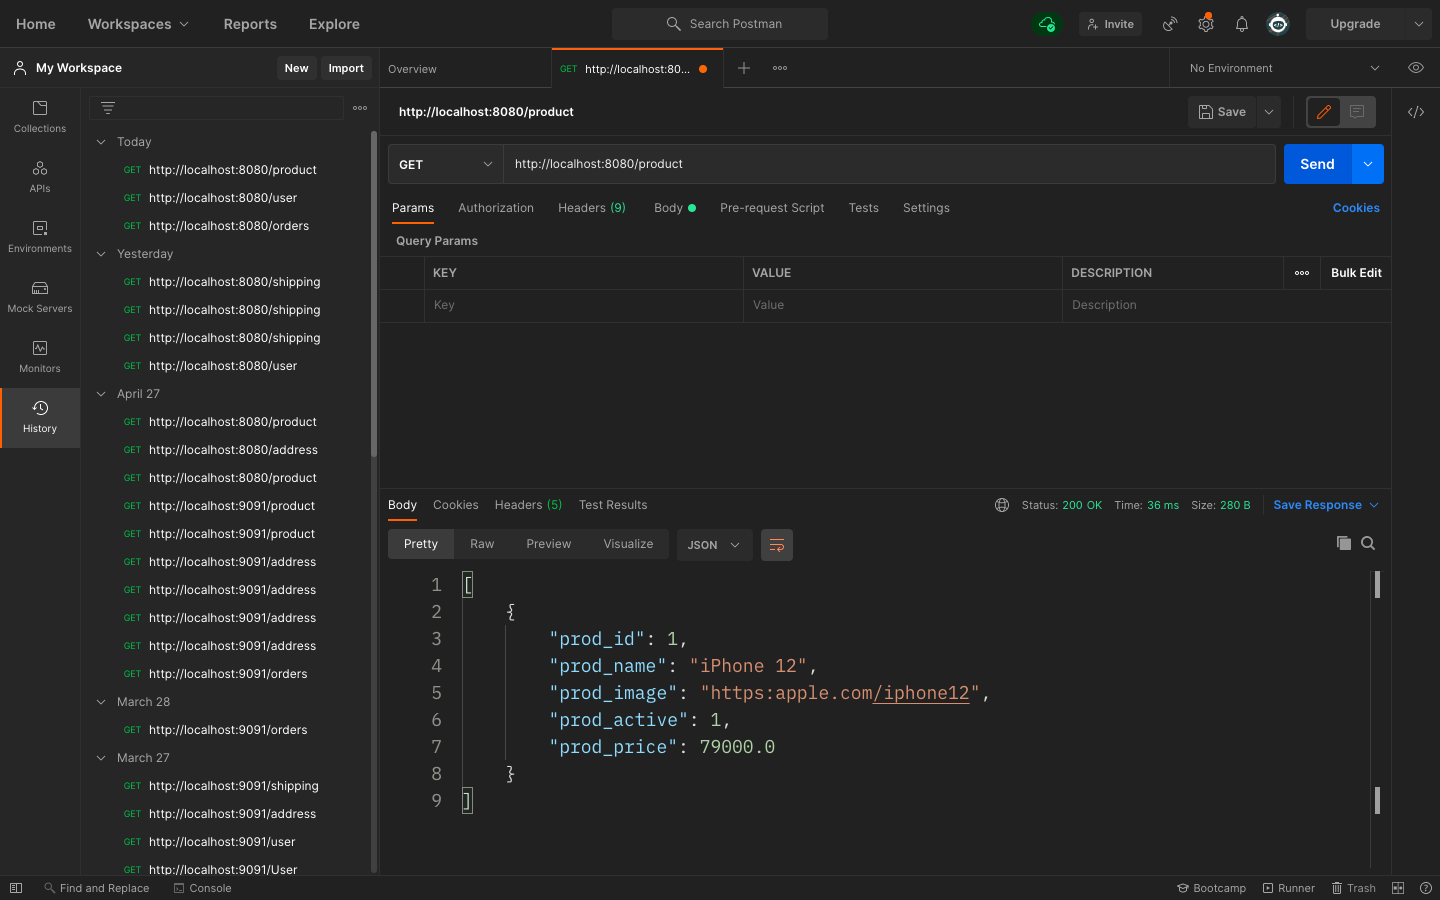 Home
Workspaces
Reports
Explore
Search Postman
Invite
Upgrade
My Workspace
New
Import
Overview
GET http://localhost:80...
No Environment
Collections
APIs
Environments
Mock Servers
Monitors
History
Today
GET http://localhost:8080/product
GET http://localhost:8080/user
GET http://localhost:8080/orders
Yesterday
GET http://localhost:8080/shipping
GET http://localhost:8080/shipping
GET http://localhost:8080/shipping
GET http://localhost:8080/user
April 27
GET http://localhost:8080/product
GET http://localhost:8080/address
GET http://localhost:8080/product
GET http://localhost:9091/product
GET http://localhost:9091/product
GET http://localhost:9091/address
GET http://localhost:9091/address
GET http://localhost:9091/address
GET http://localhost:9091/address
GET http://localhost:9091/orders
March 28
GET http://localhost:9091/orders
March 27
GET http://localhost:9091/shipping
GET http://localhost:9091/address
GET http://localhost:9091/user
GET http://localhost:9091/User
http://localhost:8080/product
Save
GET
http://localhost:8080/product
Send
Params Authorization Headers (9) Body Pre-request Script Tests Settings
Cookies
Query Params
KEY VALUE DESCRIPTION Bulk Edit
Key Value Description
Body Cookies Headers (5) Test Results
Status: 200 OK Time: 36 ms Size: 280 B
Save Response
Pretty Raw Preview Visualize
JSON
1 [
2 {
3 "prod_id": 1,
4 "prod_name": "iPhone 12",
5 "prod_image": "https:apple.com/iphone12",
6 "prod_active": 1,
7 "prod_price": 79000.0
8 }
9 ]
Find and Replace
Console
Bootcamp
Runner
Trash